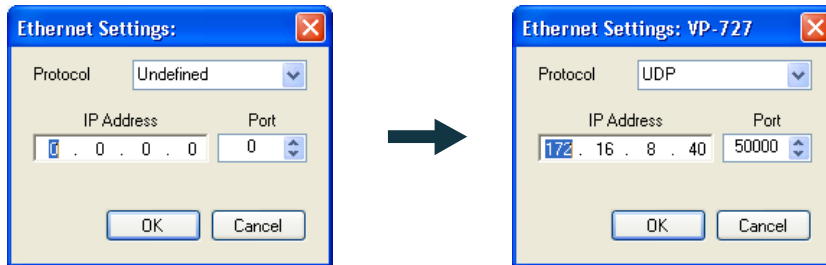 Ethernet Settings:
Protocol Undefined
IP Address Port
0 . 0 . 0 . 0 0
OK Cancel
Ethernet Settings: VP-727
Protocol UDP
IP Address Port
172 . 16 . 8 . 40 50000
OK Cancel